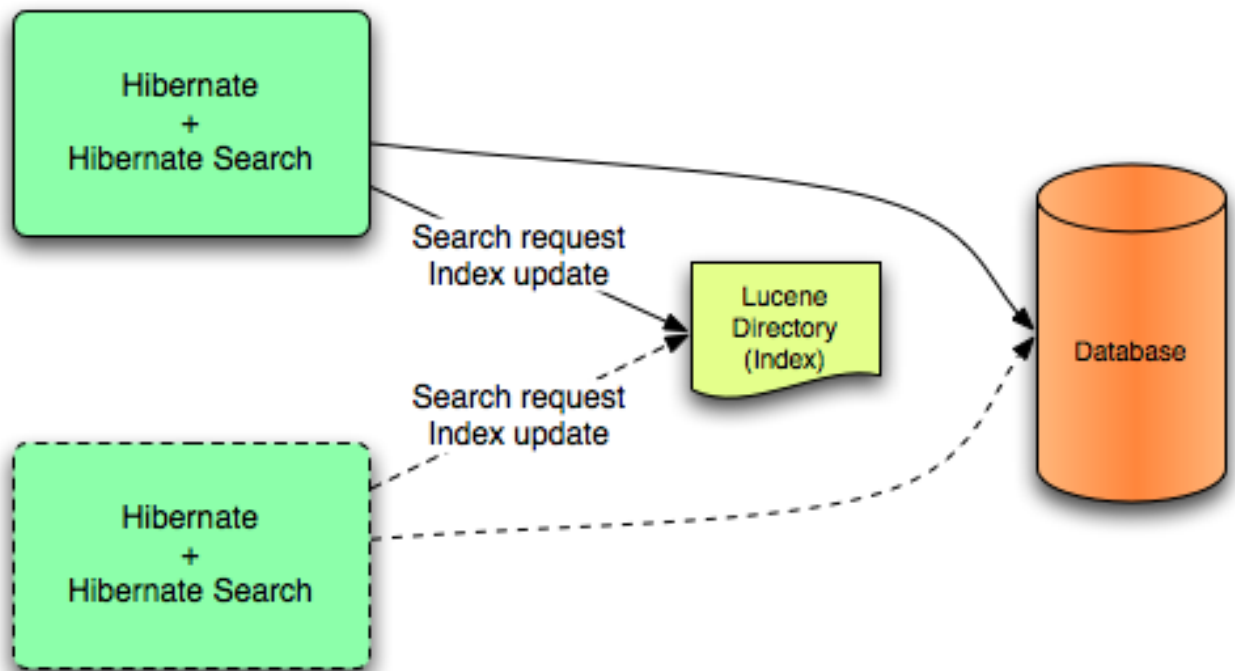 Hibernate
+
Hibernate Search
Search request
Index update
Lucene
Directory
(Index)
Database
Search request
Index update
Hibernate
+
Hibernate Search